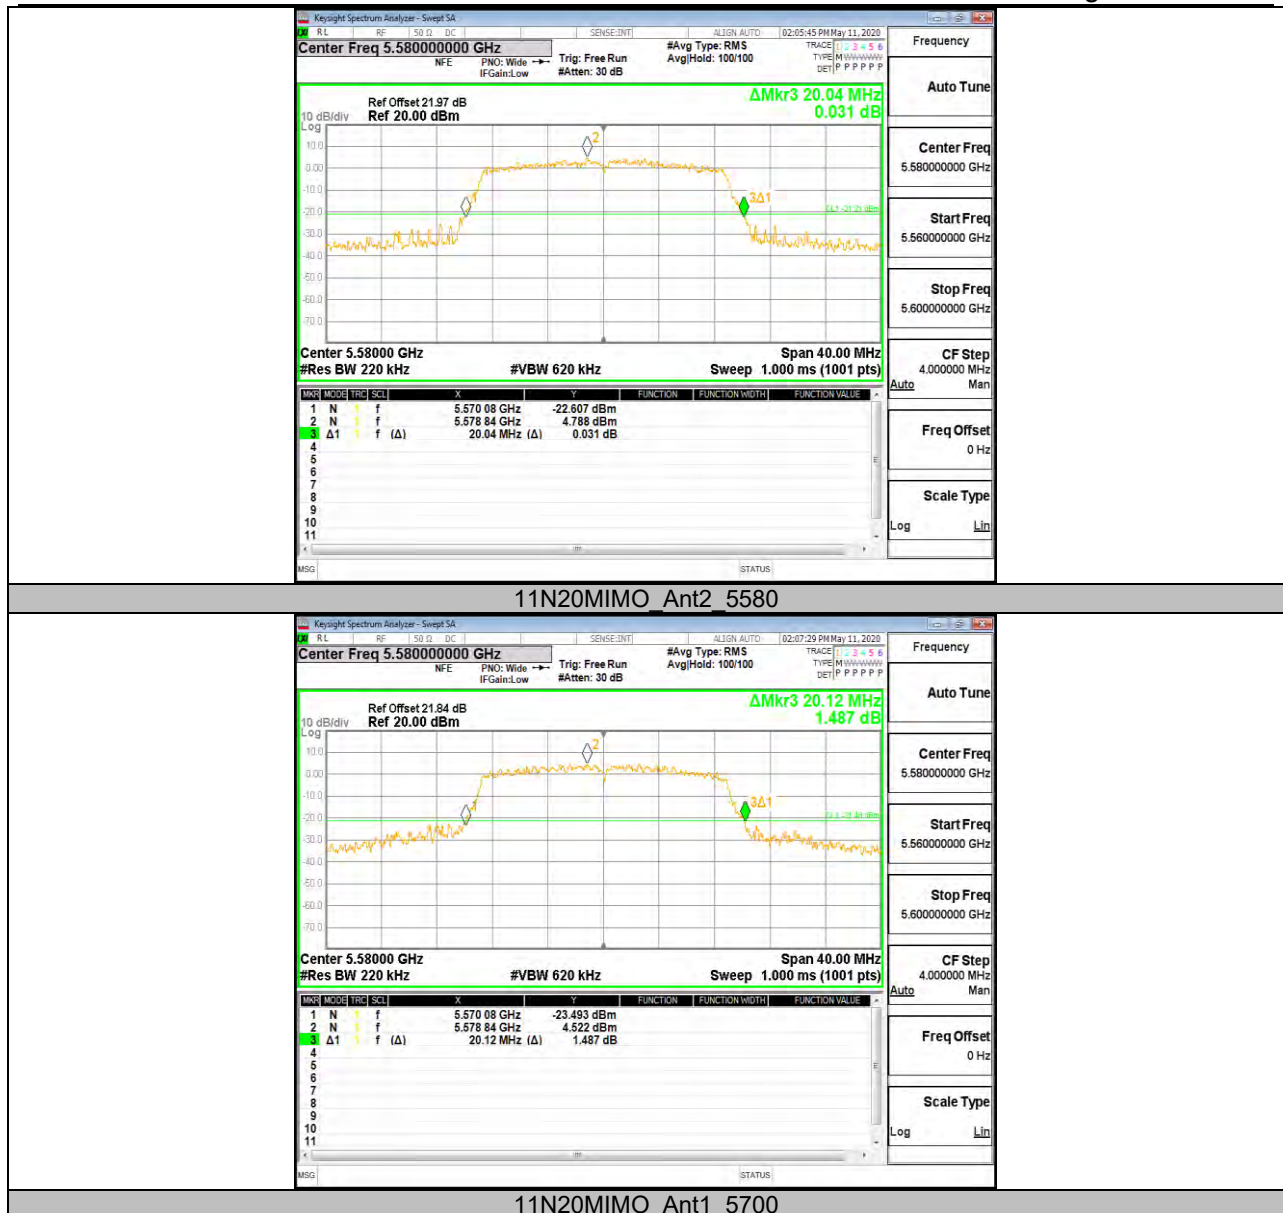 Keysight Spectrum Analyzer - Swept SA
RL RF 50 Ω DC SENSE:INT ALIGN AUTO 02:05:45 PM May 11, 2020
Center Freq 5.580000000 GHz #Avg Type: RMS TRACE 1 2 3 4 5 6
NFE PNO: Wide Trig: Free Run Avg|Hold: 100/100 TYPE M WWWWW
IFGain:Low #Atten: 30 dB DET P P P P P P
ΔMkr3 20.04 MHz
0.031 dB
Ref Offset 21.97 dB
10 dB/div Ref 20.00 dBm
Log
10.0
0.00
-10.0
-20.0
-30.0
-40.0
-50.0
-60.0
-70.0
2
3Δ1
Center 5.58000 GHz Span 40.00 MHz
#Res BW 220 kHz #VBW 620 kHz Sweep 1.000 ms (1001 pts)
MKR MODE TRC SCL X Y FUNCTION FUNCTION WIDTH FUNCTION VALUE
1 N 1 f 5.570 08 GHz -22.607 dBm
2 N 1 f 5.578 84 GHz 4.788 dBm
3 Δ1 1 f (Δ) 20.04 MHz (Δ) 0.031 dB
4
5
6
7
8
9
10
11
MSG STATUS
Frequency
Auto Tune
Center Freq
5.580000000 GHz
Start Freq
5.560000000 GHz
Stop Freq
5.600000000 GHz
CF Step
4.000000 MHz
Auto Man
Freq Offset
0 Hz
Scale Type
Log Lin
11N20MIMO_Ant2_5580
Keysight Spectrum Analyzer - Swept SA
RL RF 50 Ω DC SENSE:INT ALIGN AUTO 02:07:29 PM May 11, 2020
Center Freq 5.580000000 GHz #Avg Type: RMS TRACE 1 2 3 4 5 6
NFE PNO: Wide Trig: Free Run Avg|Hold: 100/100 TYPE M WWWWW
IFGain:Low #Atten: 30 dB DET P P P P P P
ΔMkr3 20.12 MHz
1.487 dB
Ref Offset 21.84 dB
10 dB/div Ref 20.00 dBm
Log
10.0
0.00
-10.0
-20.0
-30.0
-40.0
-50.0
-60.0
-70.0
2
3Δ1
Center 5.58000 GHz Span 40.00 MHz
#Res BW 220 kHz #VBW 620 kHz Sweep 1.000 ms (1001 pts)
MKR MODE TRC SCL X Y FUNCTION FUNCTION WIDTH FUNCTION VALUE
1 N 1 f 5.570 08 GHz -23.493 dBm
2 N 1 f 5.578 84 GHz 4.522 dBm
3 Δ1 1 f (Δ) 20.12 MHz (Δ) 1.487 dB
4
5
6
7
8
9
10
11
MSG STATUS
Frequency
Auto Tune
Center Freq
5.580000000 GHz
Start Freq
5.560000000 GHz
Stop Freq
5.600000000 GHz
CF Step
4.000000 MHz
Auto Man
Freq Offset
0 Hz
Scale Type
Log Lin
11N20MIMO_Ant1_5700